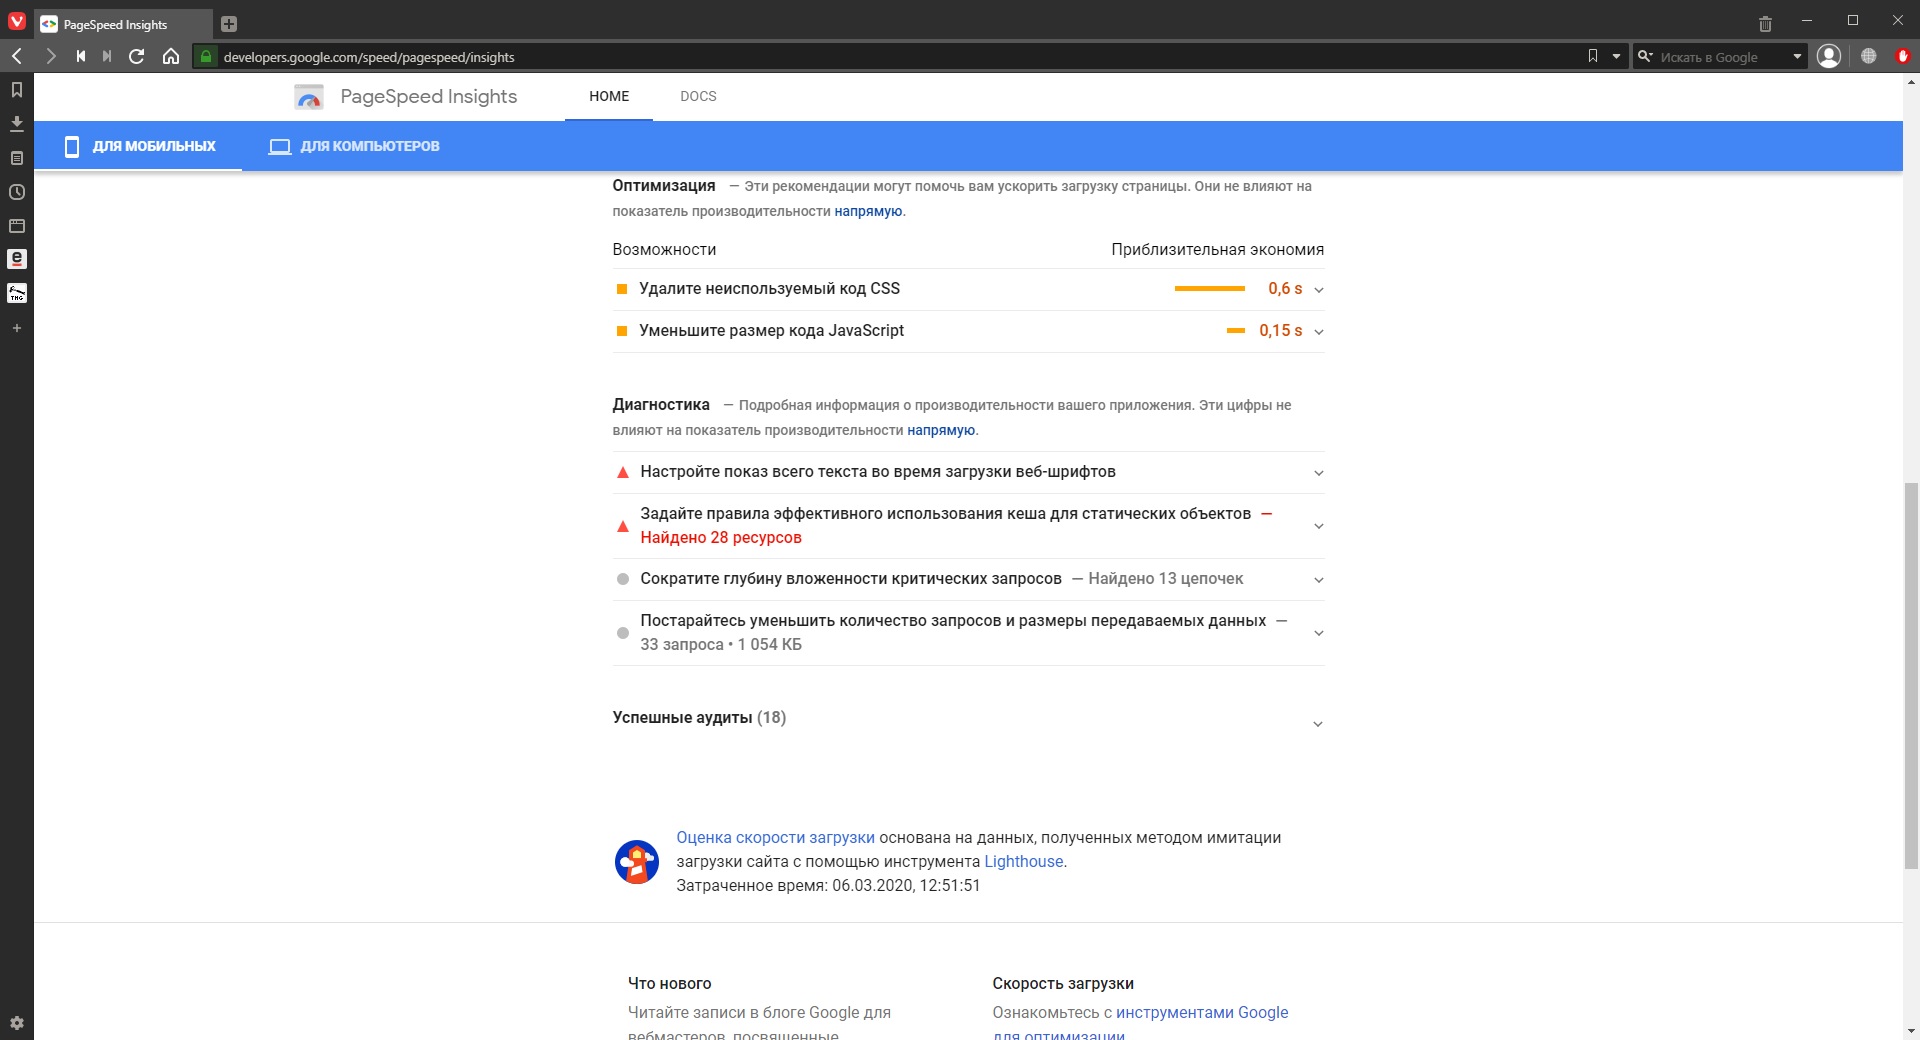 PageSpeed Insights
developers.google.com/speed/pagespeed/insights
Искать в Google
PageSpeed Insights
HOME
DOCS
ДЛЯ МОБИЛЬНЫХ
ДЛЯ КОМПЬЮТЕРОВ
Оптимизация — Эти рекомендации могут помочь вам ускорить загрузку страницы. Они не влияют на
показатель производительности напрямую.
Возможности
Приблизительная экономия
Удалите неиспользуемый код CSS
0,6 s
Уменьшите размер кода JavaScript
0,15 s
Диагностика — Подробная информация о производительности вашего приложения. Эти цифры не
влияют на показатель производительности напрямую.
Настройте показ всего текста во время загрузки веб-шрифтов
Задайте правила эффективного использования кеша для статических объектов —
Найдено 28 ресурсов
Сократите глубину вложенности критических запросов — Найдено 13 цепочек
Постарайтесь уменьшить количество запросов и размеры передаваемых данных —
33 запроса • 1 054 КБ
Успешные аудиты (18)
Оценка скорости загрузки основана на данных, полученных методом имитации
загрузки сайта с помощью инструмента Lighthouse.
Затраченное время: 06.03.2020, 12:51:51
Что нового
Читайте записи в блоге Google для
вебмастеров, посвященные
Скорость загрузки
Ознакомьтесь с инструментами Google
для оптимизации